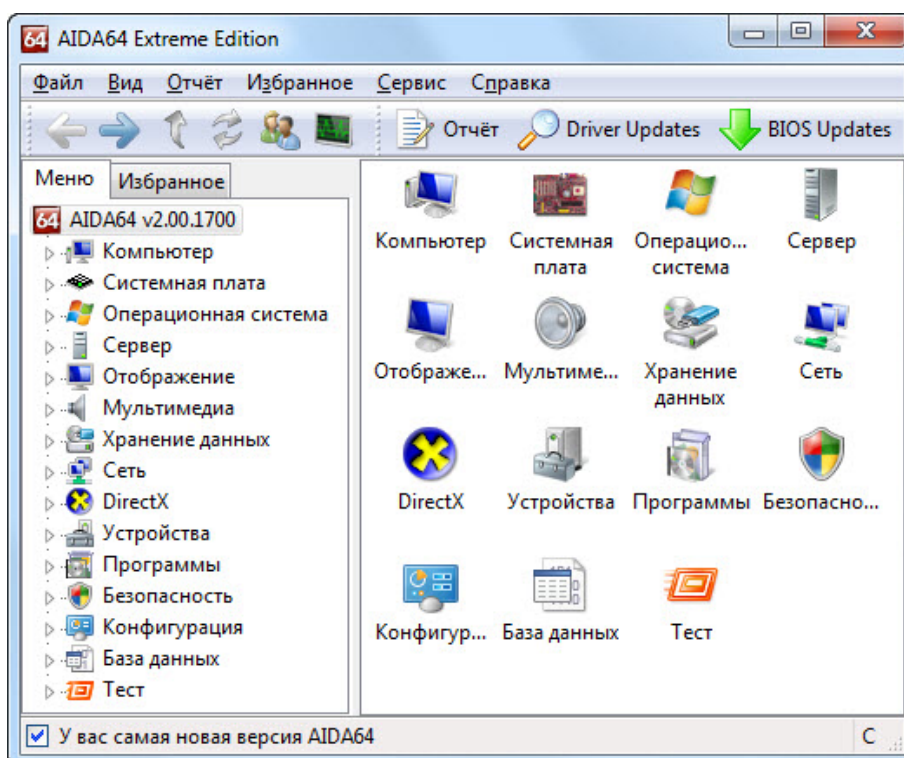 AIDA64 Extreme Edition
Файл Вид Отчёт Избранное Сервис Справка
Отчёт Driver Updates BIOS Updates
Меню Избранное
AIDA64 v2.00.1700
Компьютер
Системная плата
Операционная система
Сервер
Отображение
Мультимедиа
Хранение данных
Сеть
DirectX
Устройства
Программы
Безопасность
Конфигурация
База данных
Тест
Компьютер Системная Операцио... Сервер
плата система
Отображе... Мультиме... Хранение Сеть
данных
DirectX Устройства Программы Безопасно...
Конфигур... База данных Тест
У вас самая новая версия AIDA64 C